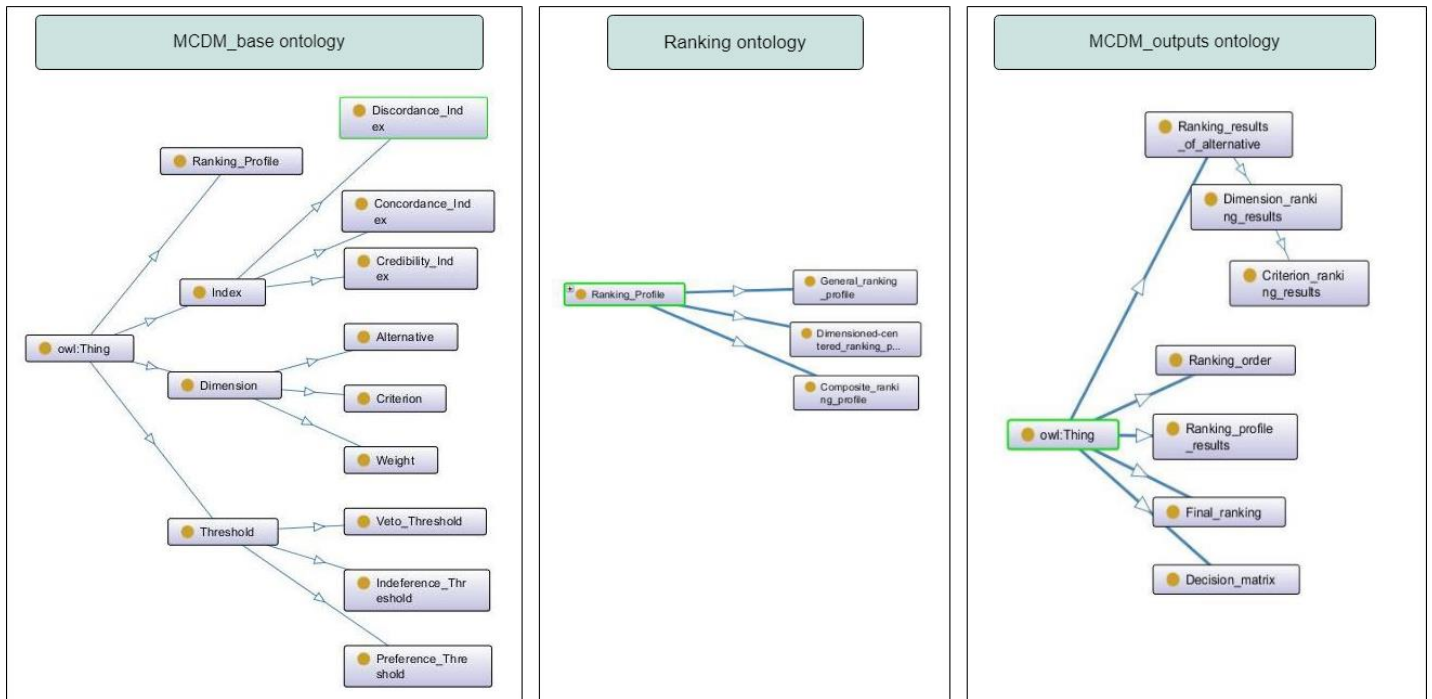 MCDM_base ontology
Discordance_Ind
ex
Ranking_Profile
Concordance_Ind
ex
Credibility_Ind
ex
Index
owl:Thing
Alternative
Dimension
Criterion
Weight
Veto_Threshold
Threshold
Indeference_Thr
eshold
Preference_Thre
shold
Ranking ontology
General_ranking
_profile
Ranking_Profile
Dimensioned-cen
tered_ranking_p...
Composite_ranki
ng_profile
MCDM_outputs ontology
Ranking_results
_of_alternative
Dimension_ranki
ng_results
Criterion_ranki
ng_results
Ranking_order
owl:Thing
Ranking_profile
_results
Final_ranking
Decision_matrix